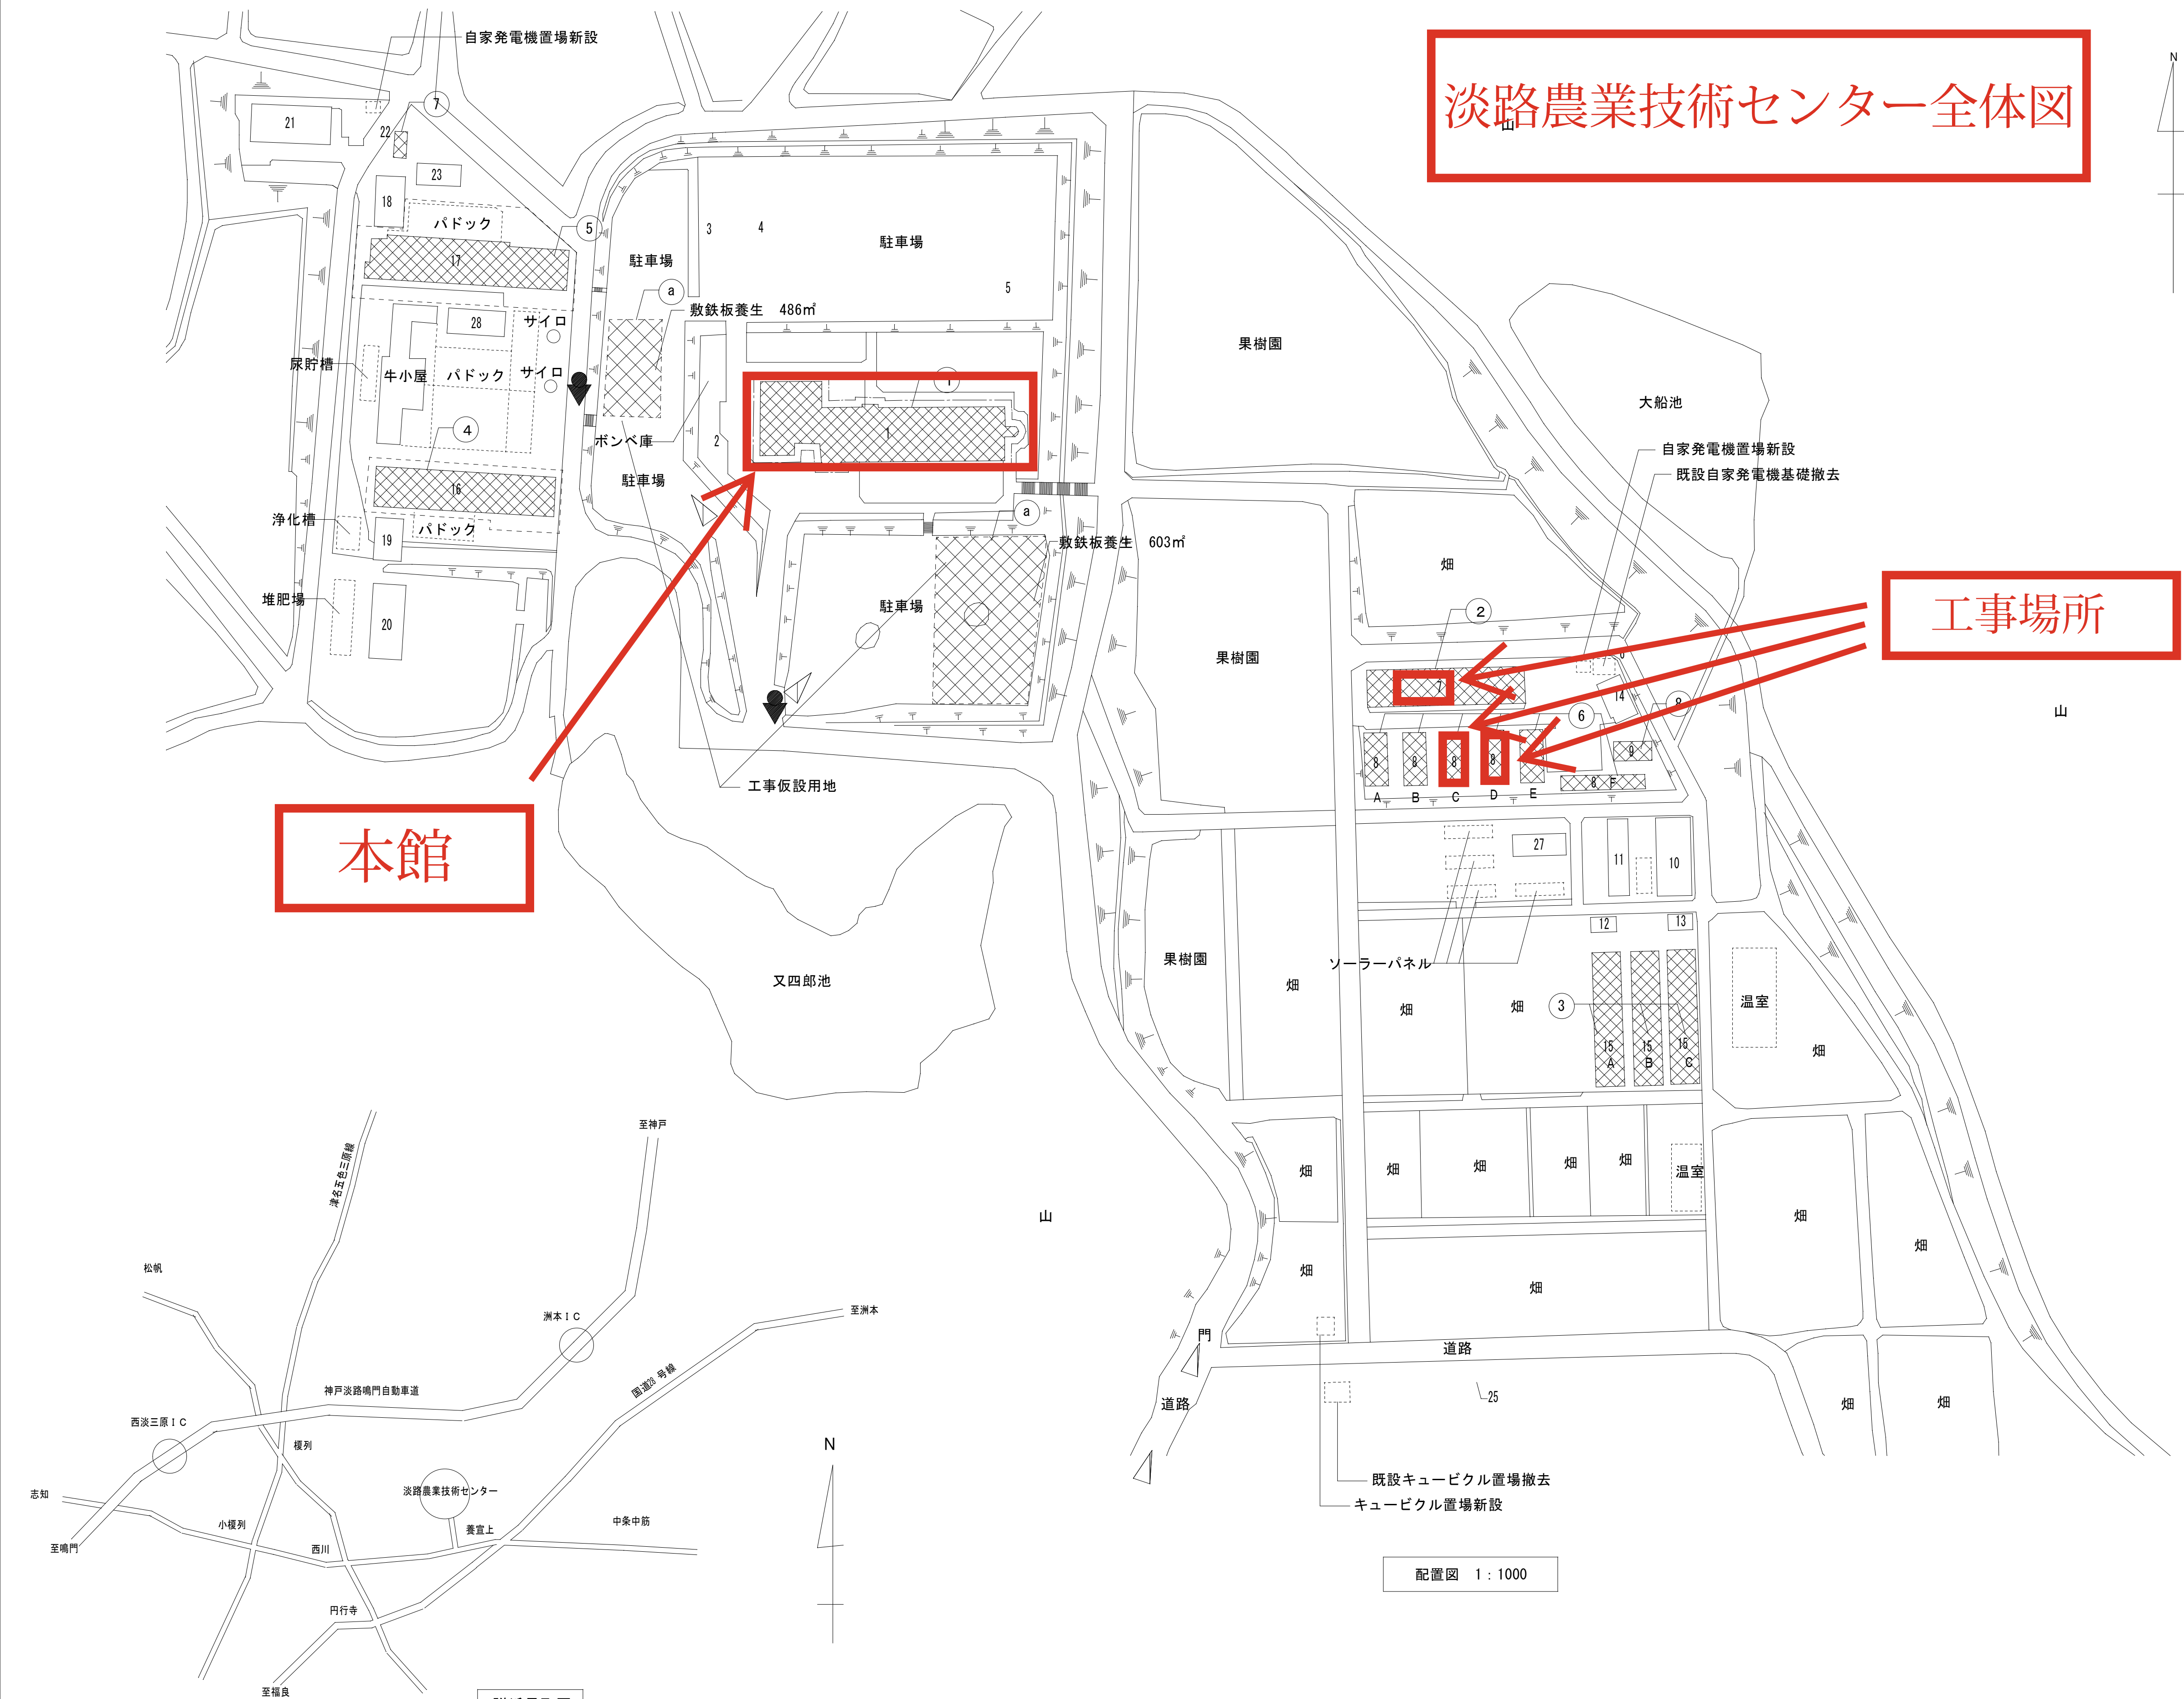 自家発電機置場新設
淡路農業技術センター全体図
山
N
21
22
7
23
18
パドック
17
5
3
4
駐車場
駐車場
a
5
敷鉄板養生 486㎡
28
サイロ
尿貯槽
牛小屋
パドック
サイロ
4
ボンベ庫
2
1
1
駐車場
果樹園
大船池
自家発電機置場新設
既設自家発電機基礎撤去
16
浄化槽
19
パドック
a
敷鉄板養生 603㎡
畑
堆肥場
20
駐車場
2
工事場所
果樹園
7
6
14
8
山
8
8
8
8
9
8 F
A
B
C
D
E
工事仮設用地
本館
27
11
10
12
13
果樹園
ソーラーパネル
又四郎池
畑
畑
畑
3
温室
畑
15
15
15
A
B
C
畑
畑
畑
畑
畑
温室
山
畑
畑
畑
畑
門
道路
道路
25
畑
畑
既設キュービクル置場撤去
キュービクル置場新設
配置図 1：1000
至神戸
津名五色三原線
松帆
洲本ＩＣ
至洲本
国道28号線
神戸淡路鳴門自動車道
西淡三原ＩＣ
榎列
N
淡路農業技術センター
志知
小榎列
養宜上
中条中筋
至鳴門
西川
円行寺
至福良